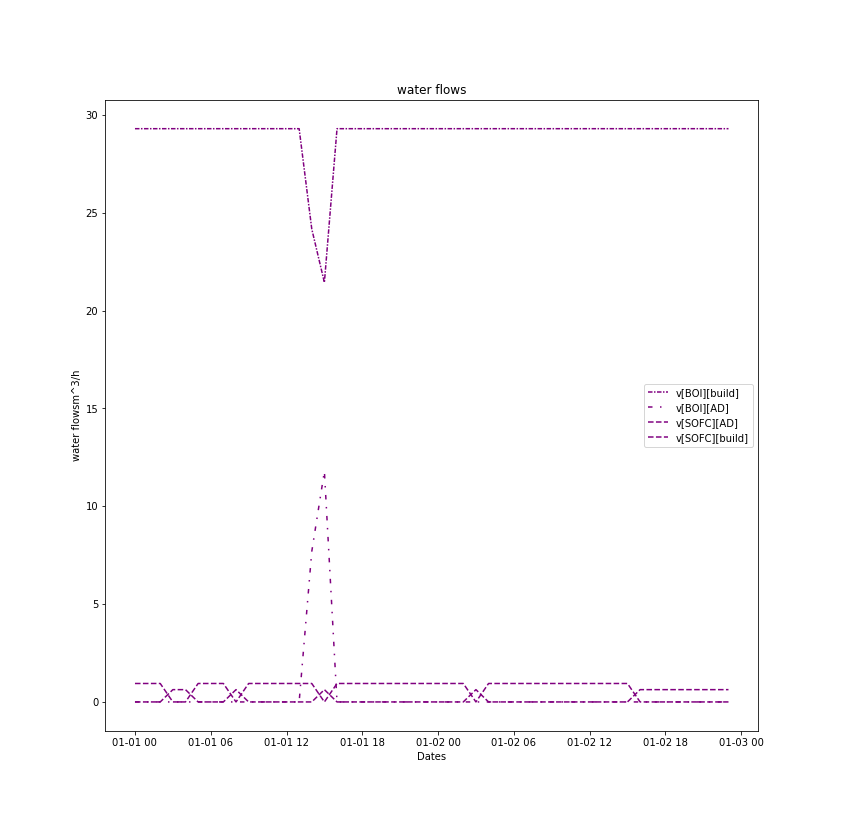 water flows
30
25
20
15
10
5
0
water flowsm^3/h
v[BOI][build]
v[BOI][AD]
v[SOFC][AD]
v[SOFC][build]
01-01 00 01-01 06 01-01 12 01-01 18 01-02 00 01-02 06 01-02 12 01-02 18 01-03 00
Dates